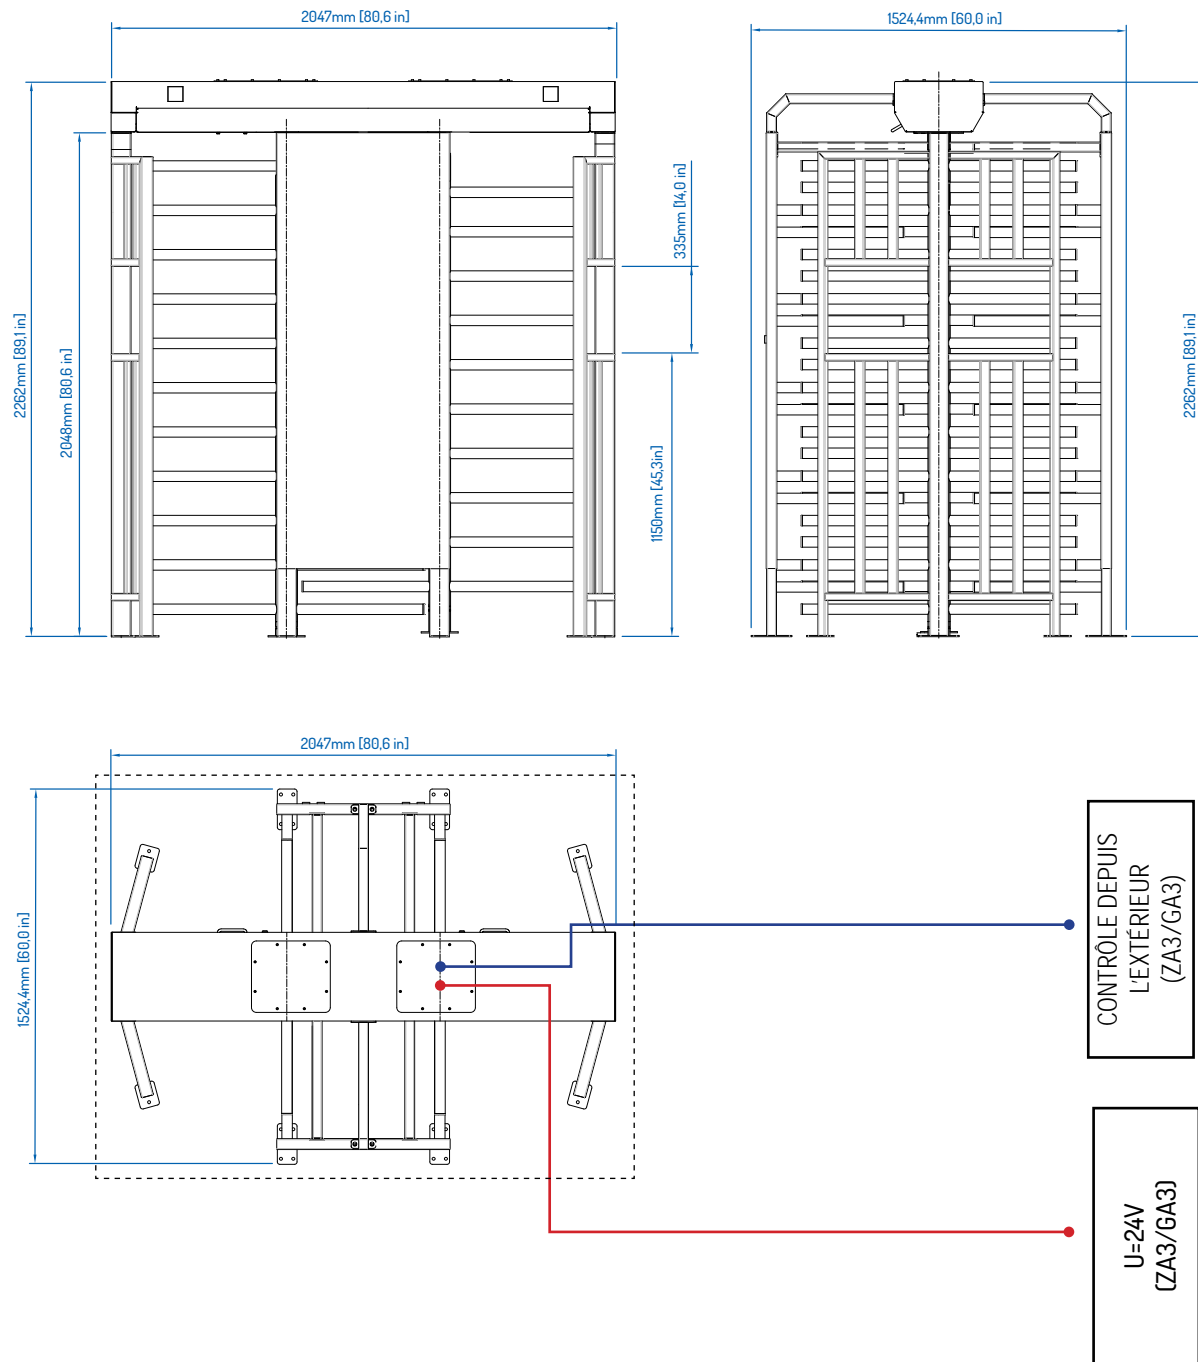 2047mm [80,6 in]
1524,4mm [60,0 in]
2262mm [89,1 in]
2048mm [80,6 in]
335mm [14,0 in]
1150mm [45,3in]
2262mm [89,1 in]
2047mm [80,6 in]
1524,4mm [60,0 in]
CONTRÔLE DEPUIS
L'EXTÉRIEUR
(ZA3/GA3)
U=24V
(ZA3/GA3)